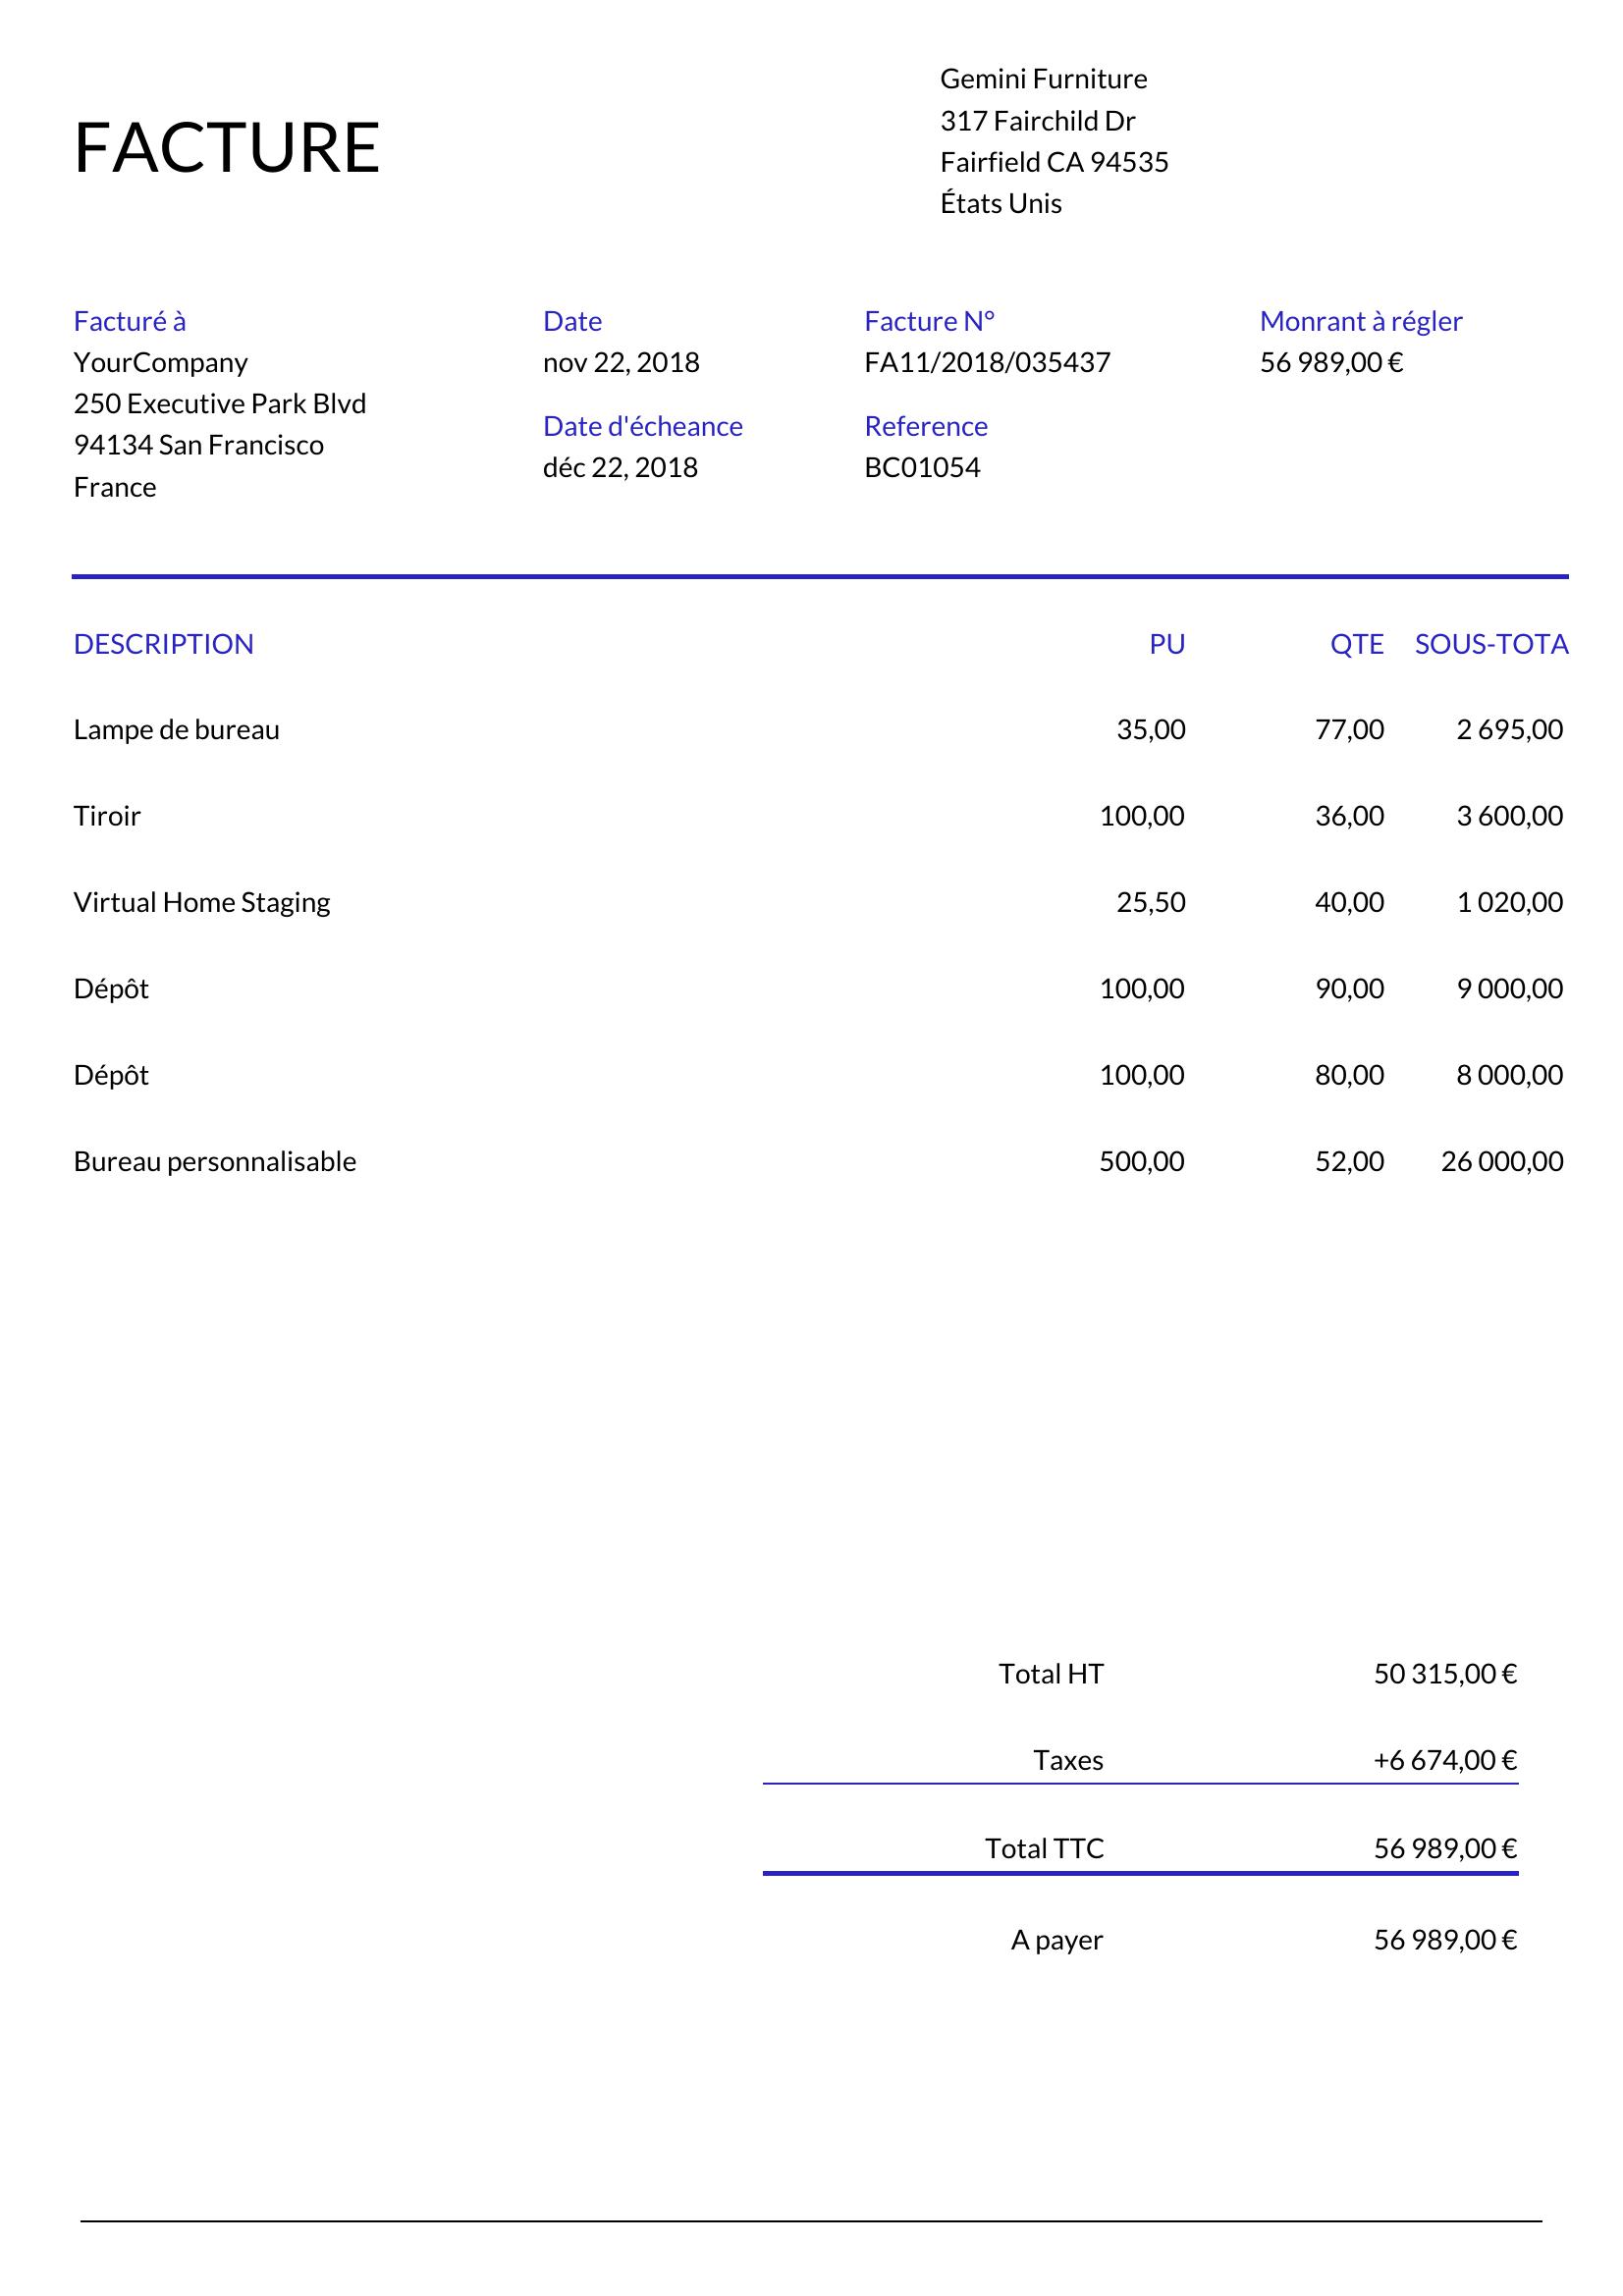 Gemini Furniture
317 Fairchild Dr
Fairfield CA 94535
États Unis
FACTURE
Facturé à
YourCompany
250 Executive Park Blvd
94134 San Francisco
France
Date
nov 22, 2018
Date d'écheance
déc 22, 2018
Facture N°
FA11/2018/035437
Reference
BC01054
Monrant à régler
56 989,00 €
DESCRIPTION PU QTE SOUS-TOTA
Lampe de bureau 35,00 77,00 2 695,00
Tiroir 100,00 36,00 3 600,00
Virtual Home Staging 25,50 40,00 1 020,00
Dépôt 100,00 90,00 9 000,00
Dépôt 100,00 80,00 8 000,00
Bureau personnalisable 500,00 52,00 26 000,00
Total HT 50 315,00 €
Taxes +6 674,00 €
Total TTC 56 989,00 €
A payer 56 989,00 €